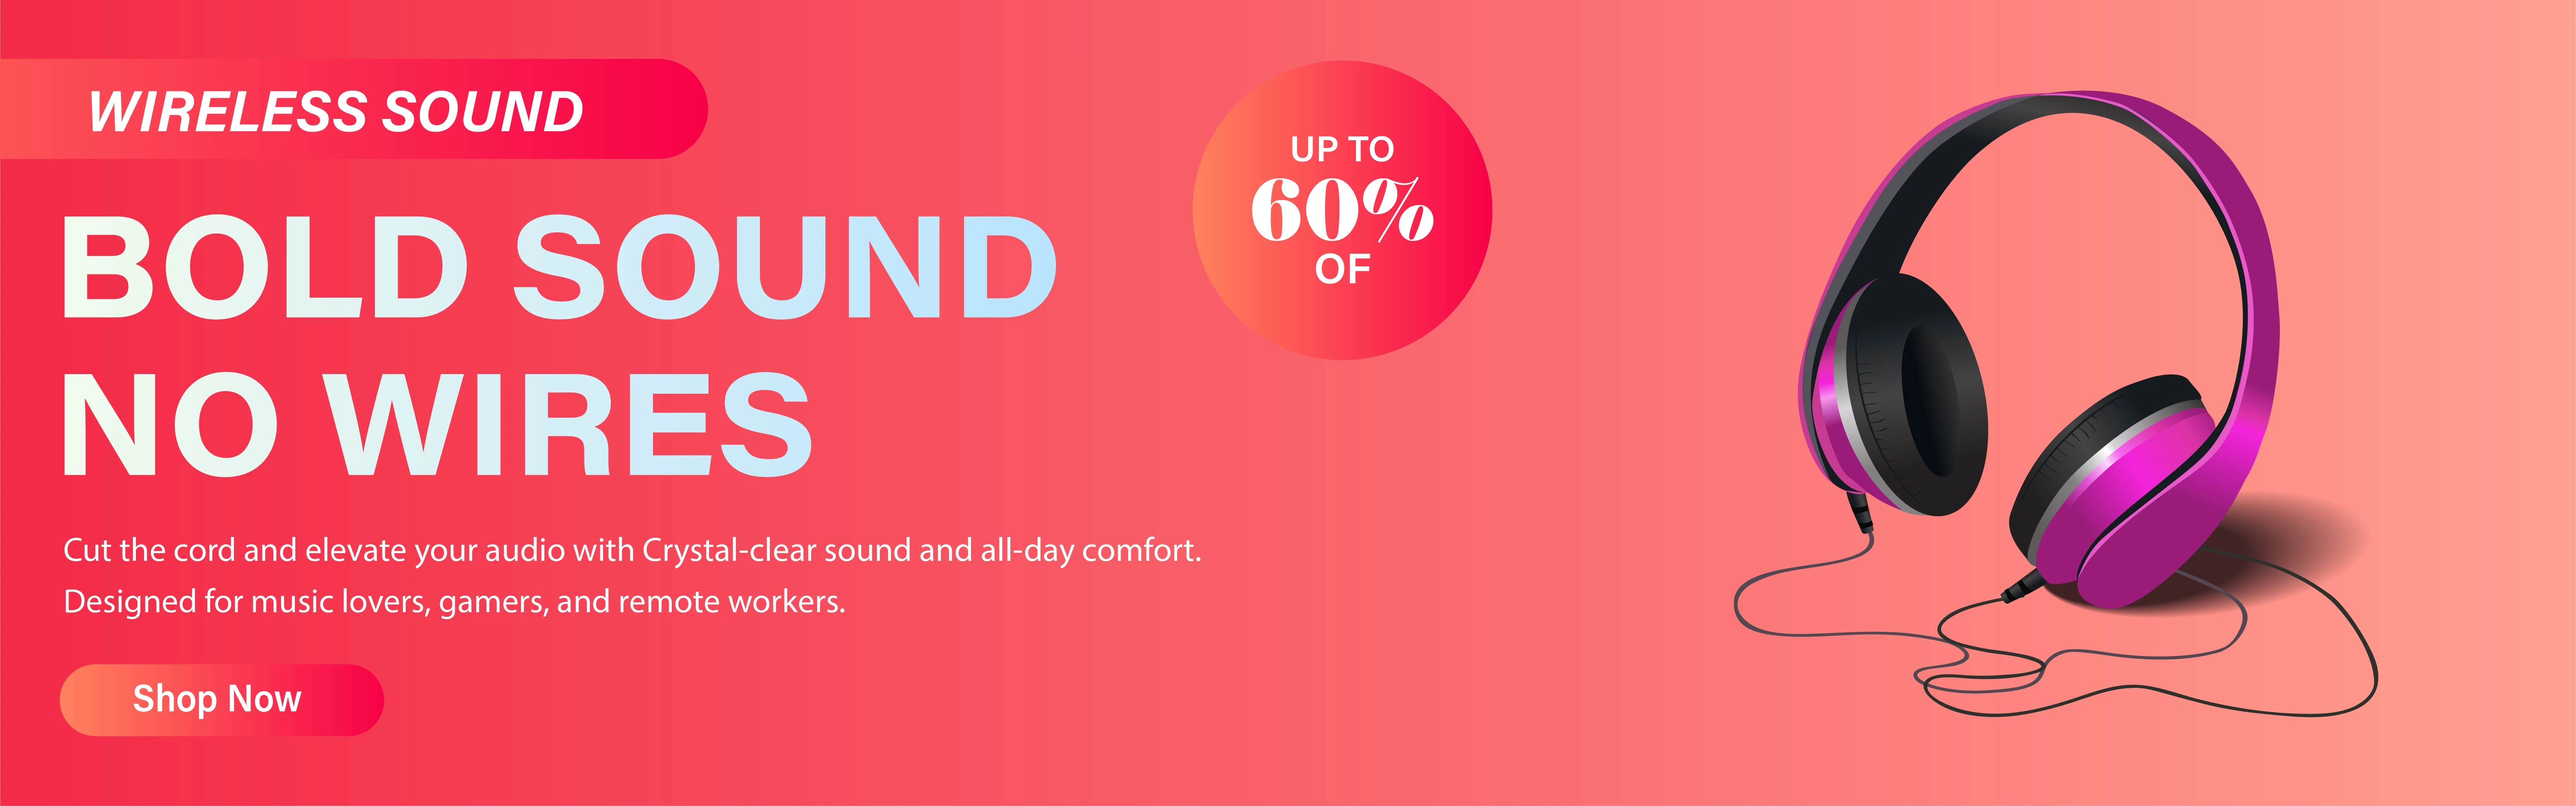 WIRELESS SOUND
BOLD SOUND
NO WIRES
Cut the cord and elevate your audio with Crystal-clear sound and all-day comfort.
Designed for music lovers, gamers, and remote workers.
Shop Now
UP TO
60%
OF